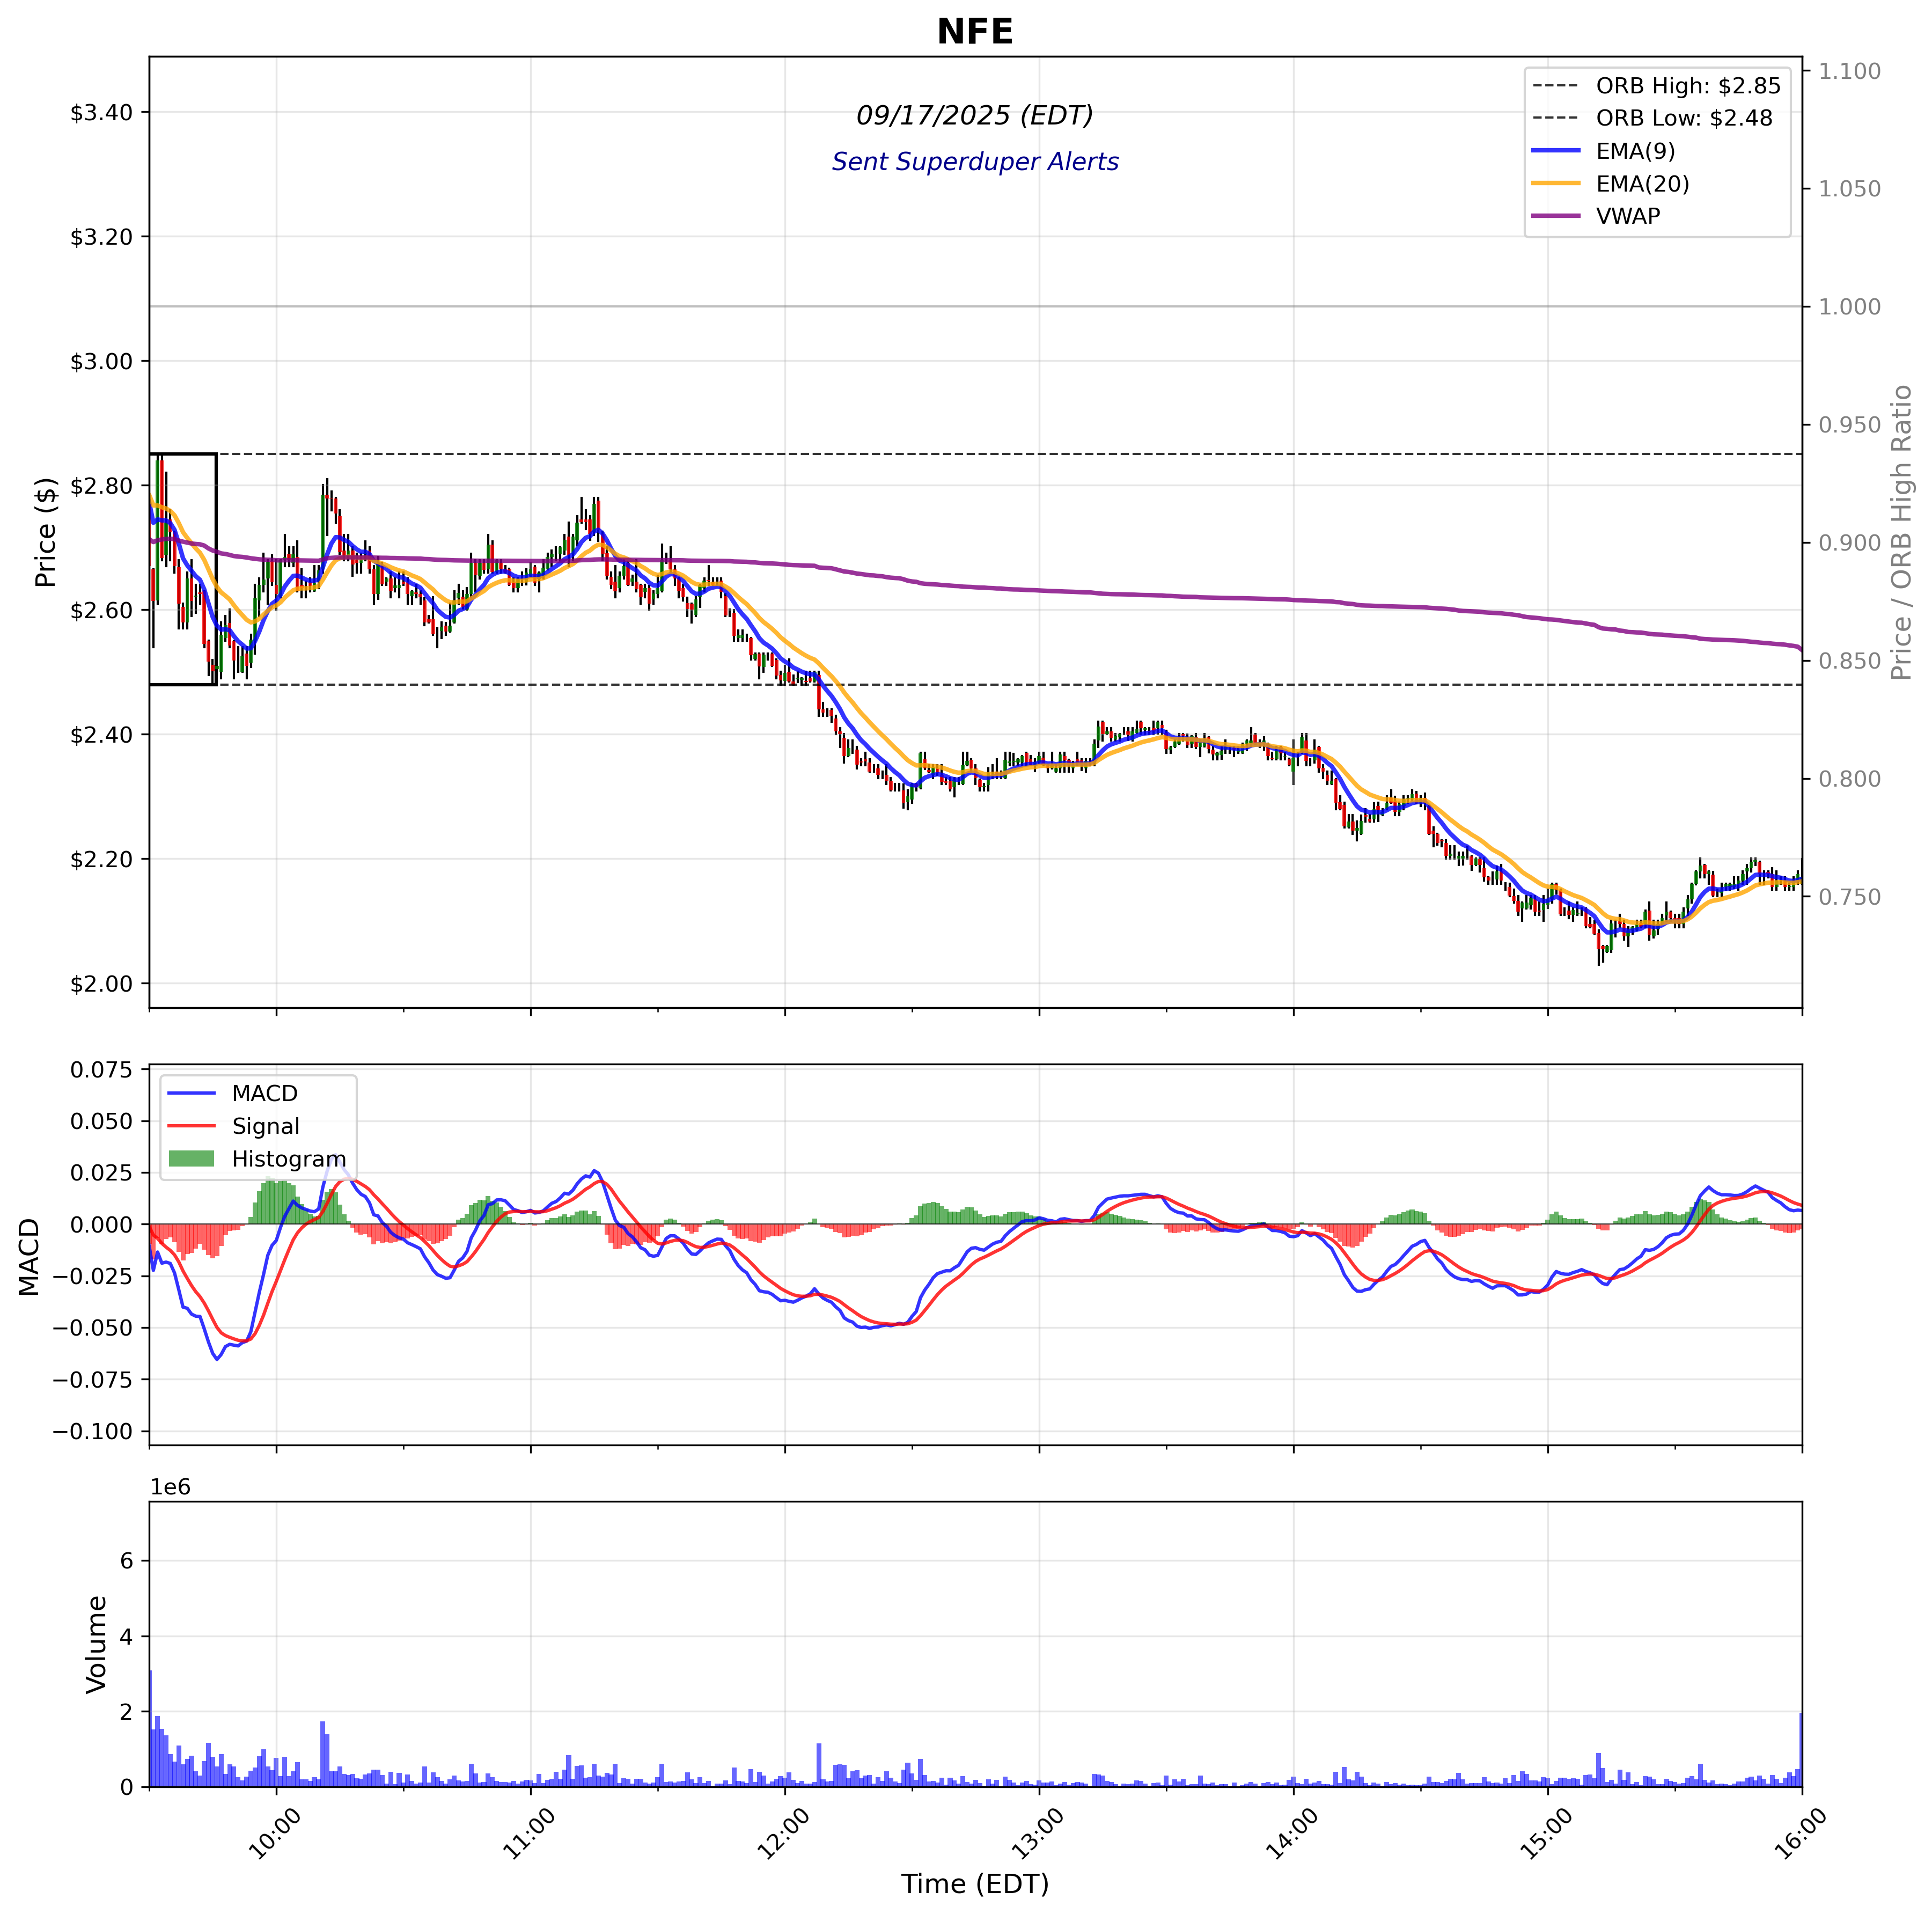 NFE
09/17/2025 (EDT)
Sent Superduper Alerts
ORB High: $2.85
ORB Low: $2.48
EMA(9)
EMA(20)
VWAP
Price ($)
$3.40
$3.20
$3.00
$2.80
$2.60
$2.40
$2.20
$2.00
1.100
1.050
1.000
0.950
0.900
0.850
0.800
0.750
Price / ORB High Ratio
MACD
Signal
Histogram
MACD
0.075
0.050
0.025
0.000
−0.025
−0.050
−0.075
−0.100
1e6
Volume
6
4
2
0
10:00
11:00
12:00
13:00
14:00
15:00
16:00
Time (EDT)